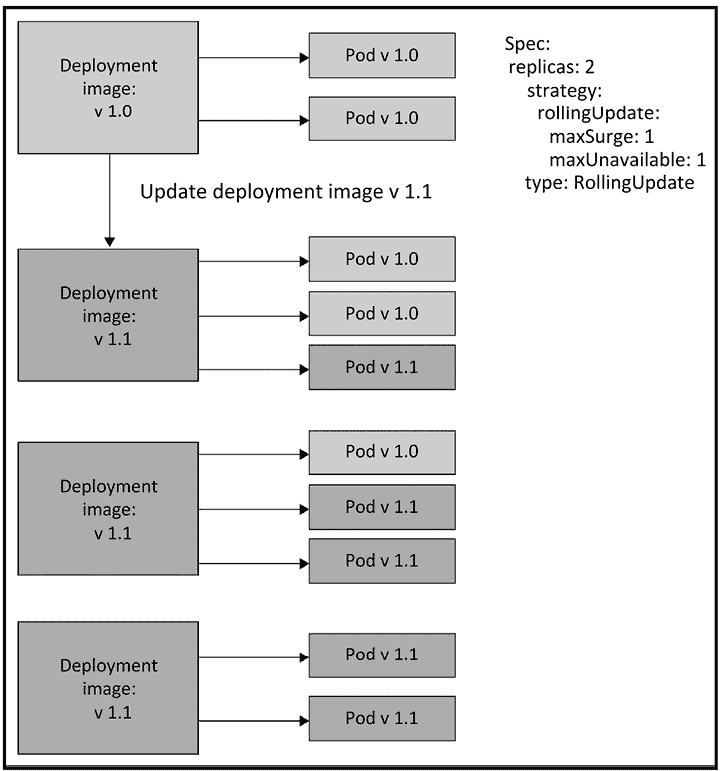 Deployment
image:
v 1.0
Pod v 1.0
Pod v 1.0
Spec:
replicas: 2
strategy:
rollingUpdate:
maxSurge: 1
maxUnavailable: 1
type: RollingUpdate
Update deployment image v 1.1
Deployment
image:
v 1.1
Pod v 1.0
Pod v 1.0
Pod v 1.1
Deployment
image:
v 1.1
Pod v 1.0
Pod v 1.1
Pod v 1.1
Deployment
image:
v 1.1
Pod v 1.1
Pod v 1.1